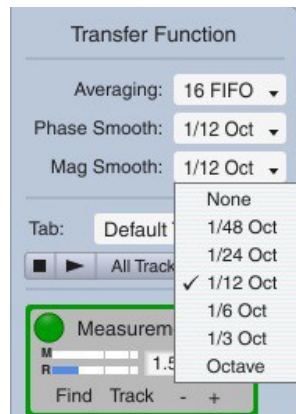 Transfer Function
Averaging: 16 FIFO
Phase Smooth: 1/12 Oct
Mag Smooth: 1/12 Oct
None
1/48 Oct
Tab: Default
1/24 Oct
All Track
✓ 1/12 Oct
1/6 Oct
1/3 Oct
Octave
Measurem
M
R
1.5
Find Track - +